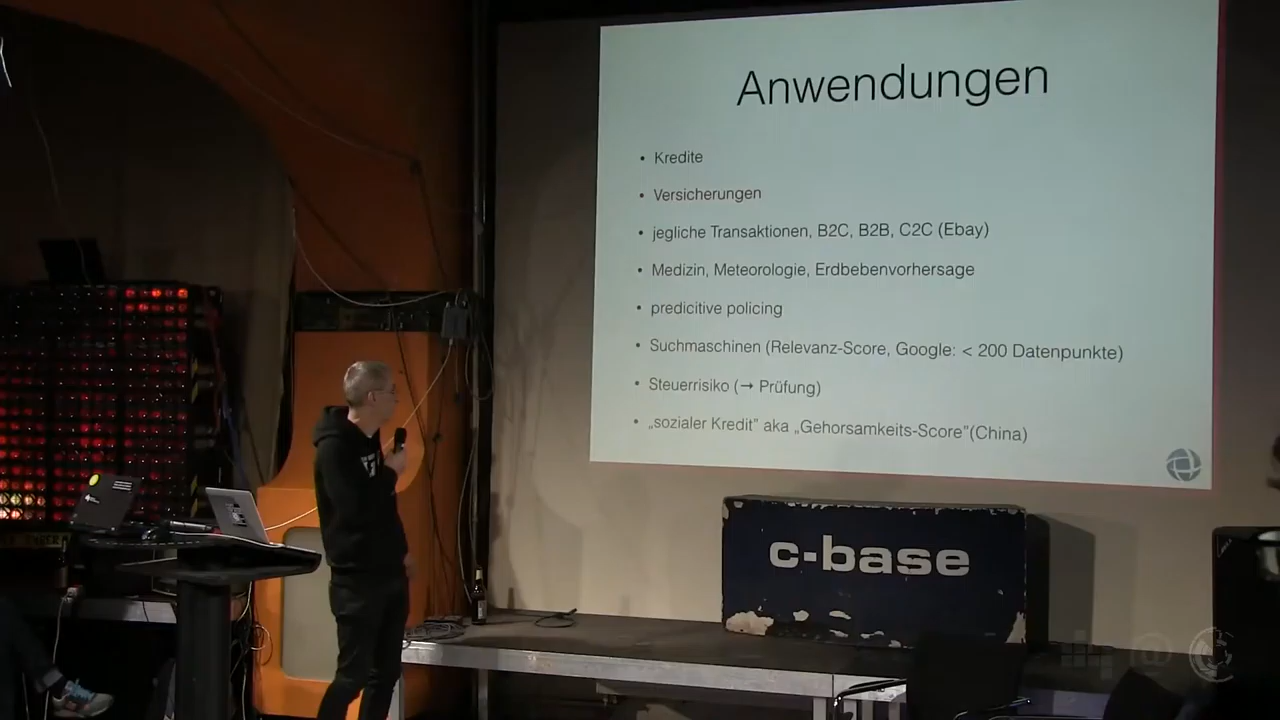 Anwendungen
• Kredite
• Versicherungen
• jegliche Transaktionen, B2C, B2B, C2C (Ebay)
• Medizin, Meteorologie, Erdbebenvorhersage
• predicitive policing
• Suchmaschinen (Relevanz-Score, Google: < 200 Datenpunkte)
• Steuerrisiko (→ Prüfung)
• „sozialer Kredit” aka „Gehorsamkeits-Score”(China)
c-base